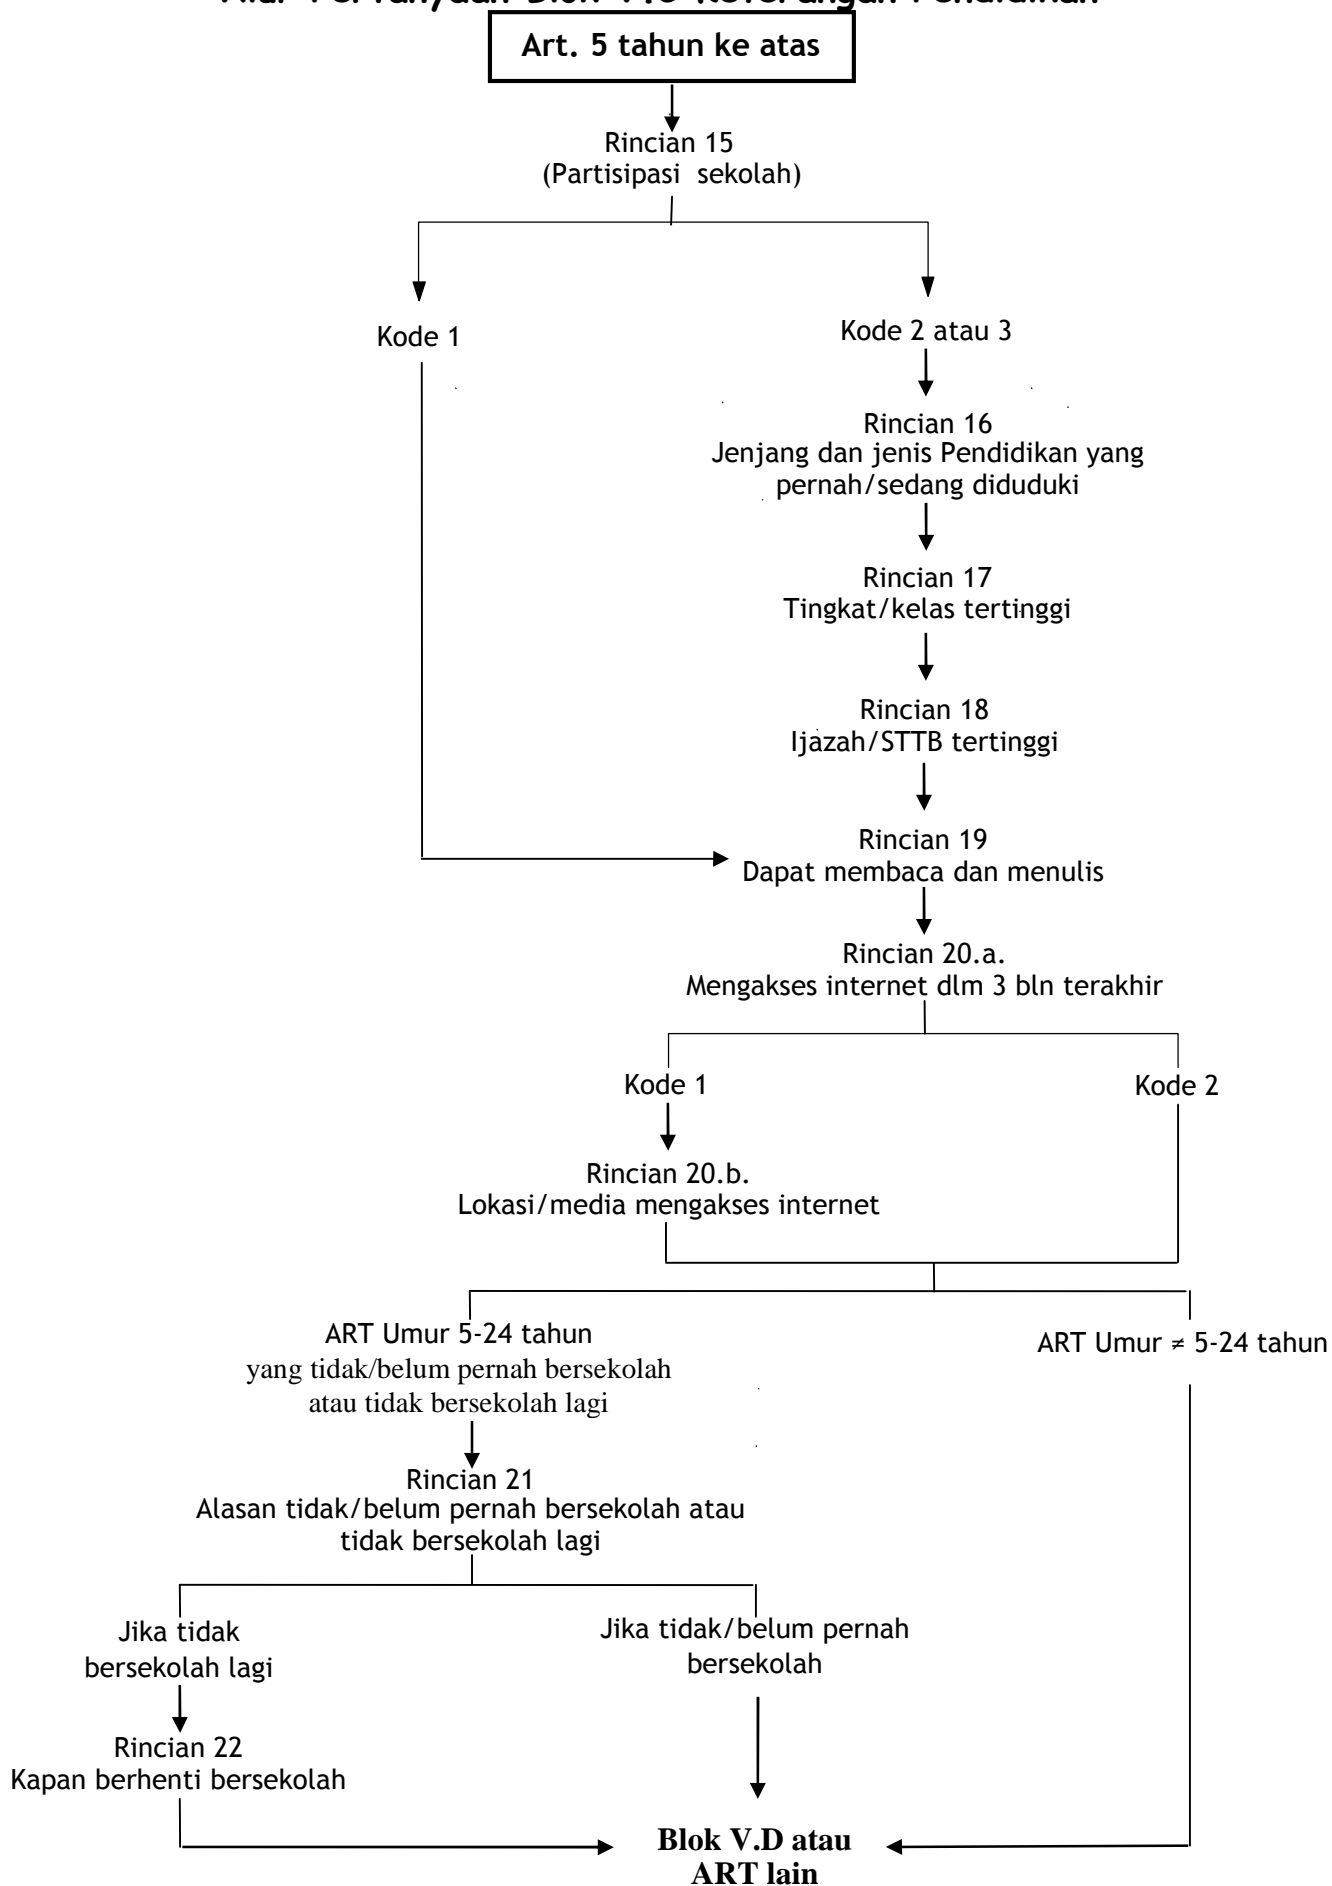 Art. 5 tahun ke atas
Rincian 15
(Partisipasi sekolah)
Kode 1
Kode 2 atau 3
Rincian 16
Jenjang dan jenis Pendidikan yang
pernah/sedang diduduki
Rincian 17
Tingkat/kelas tertinggi
Rincian 18
Ijazah/STTB tertinggi
Rincian 19
Dapat membaca dan menulis
Rincian 20.a.
Mengakses internet dlm 3 bln terakhir
Kode 1
Kode 2
Rincian 20.b.
Lokasi/media mengakses internet
ART Umur 5-24 tahun
yang tidak/belum pernah bersekolah
atau tidak bersekolah lagi
ART Umur ≠ 5-24 tahun
Rincian 21
Alasan tidak/belum pernah bersekolah atau
tidak bersekolah lagi
Jika tidak
bersekolah lagi
Jika tidak/belum pernah
bersekolah
Rincian 22
Kapan berhenti bersekolah
Blok V.D atau
ART lain